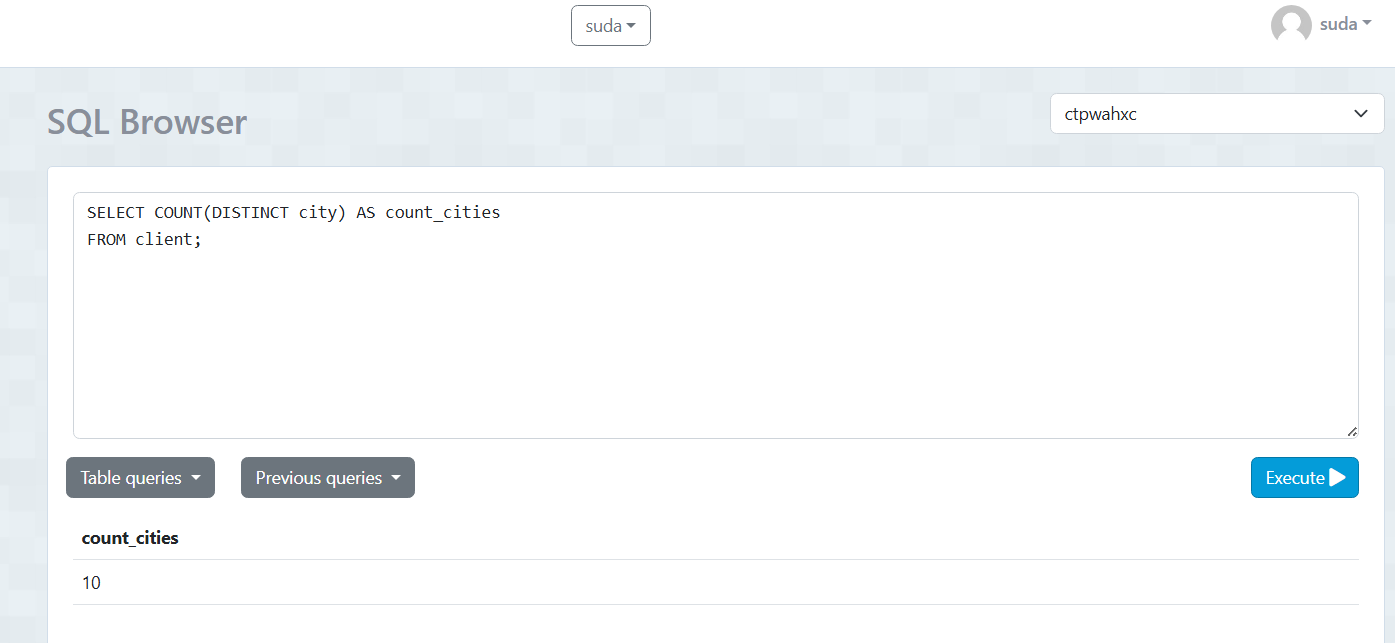 suda
suda
SQL Browser
ctpwahxc
SELECT COUNT(DISTINCT city) AS count_cities
FROM client;
Table queries
Previous queries
Execute
count_cities
10